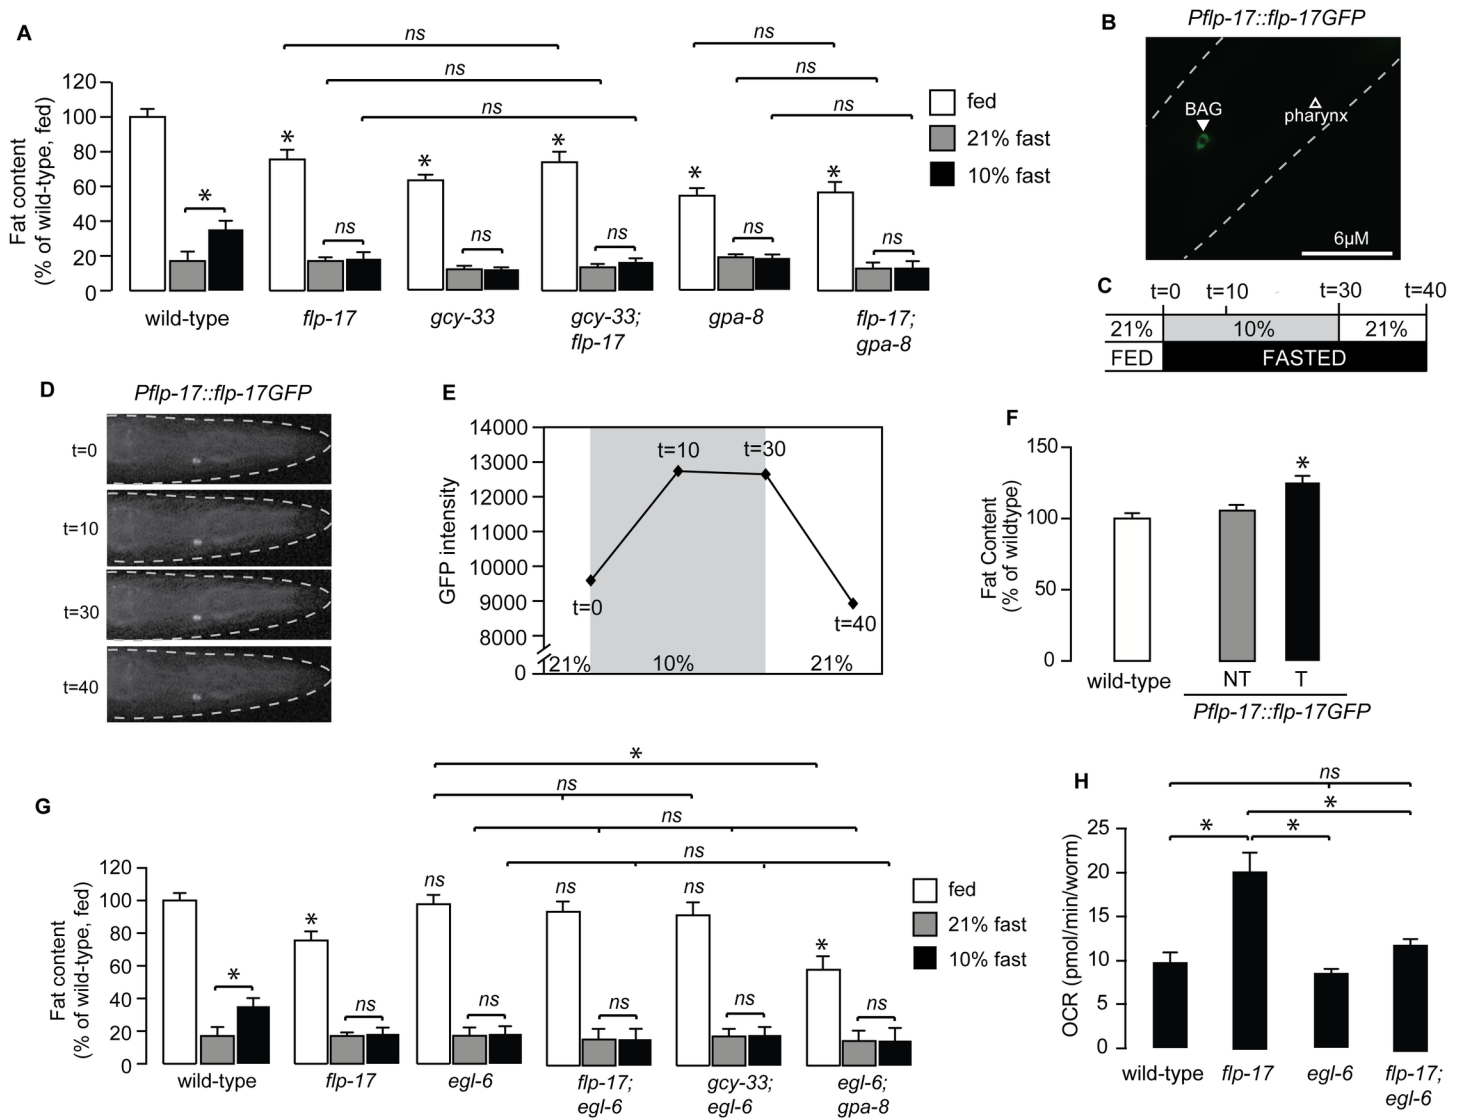 A
ns
ns
ns
ns
ns
ns
Fat content
(% of wild-type, fed)
120
100
80
60
40
20
0
*
*
*
*
*
*
ns
ns
ns
ns
ns
fed
21% fast
10% fast
wild-type
flp-17
gcy-33
gcy-33;
flp-17
gpa-8
flp-17;
gpa-8
B
Pflp-17::flp-17GFP
BAG
pharynx
6µM
C
t=0 t=10 t=30 t=40
21% 10% 21%
FED FASTED
D
Pflp-17::flp-17GFP
t=0
t=10
t=30
t=40
E
GFP intensity
14000
13000
12000
11000
10000
9000
8000
0
t=0
t=10
t=30
t=40
21% 10% 21%
F
Fat Content
(% of wildtype)
150
100
50
0
*
wild-type
NT
T
Pflp-17::flp-17GFP
G
*
ns
ns
ns
Fat content
(% of wild-type, fed)
120
100
80
60
40
20
0
*
*
ns
ns
ns
ns
ns
ns
ns
*
ns
fed
21% fast
10% fast
wild-type
flp-17
egl-6
flp-17;
egl-6
gcy-33;
egl-6
egl-6;
gpa-8
H
ns
*
*
*
OCR (pmol/min/worm)
25
20
15
10
5
0
wild-type
flp-17
egl-6
flp-17;
egl-6